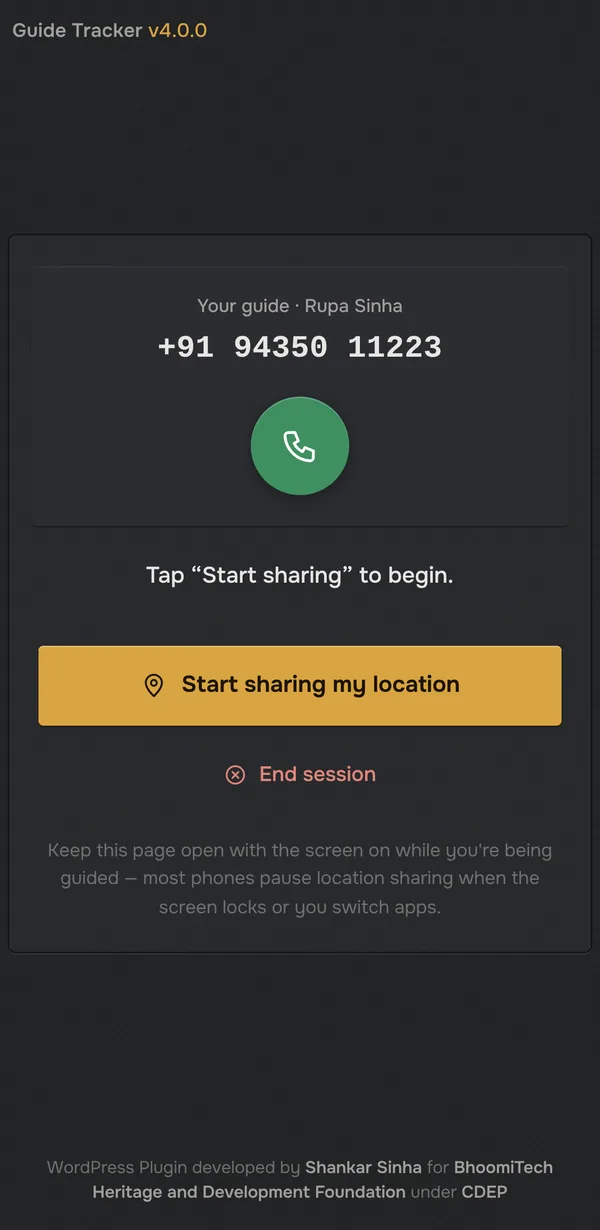 Guide Tracker v4.0.0
Your guide · Rupa Sinha
+91 94350 11223
Tap “Start sharing” to begin.
Start sharing my location
End session
Keep this page open with the screen on while you're being
guided — most phones pause location sharing when the
screen locks or you switch apps.
WordPress Plugin developed by Shankar Sinha for BhoomiTech
Heritage and Development Foundation under CDEP